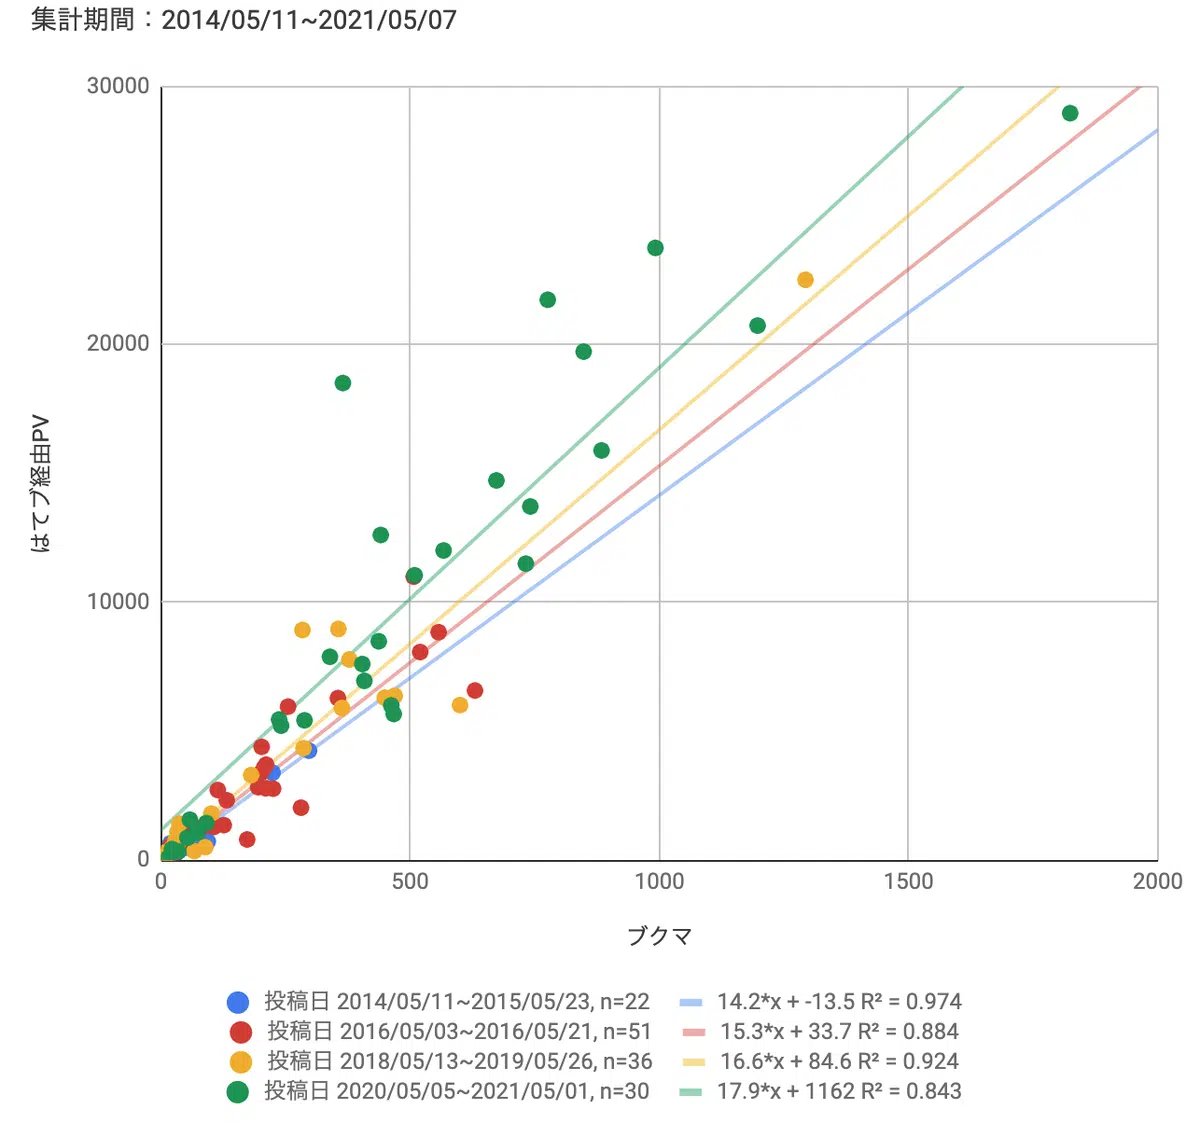 集計期間：2014/05/11~2021/05/07
30000
20000
10000
0
はてブ経由PV
0 500 1000 1500 2000
ブクマ
投稿日 2014/05/11~2015/05/23, n=22 14.2*x + -13.5 R² = 0.974
投稿日 2016/05/03~2016/05/21, n=51 15.3*x + 33.7 R² = 0.884
投稿日 2018/05/13~2019/05/26, n=36 16.6*x + 84.6 R² = 0.924
投稿日 2020/05/05~2021/05/01, n=30 17.9*x + 1162 R² = 0.843